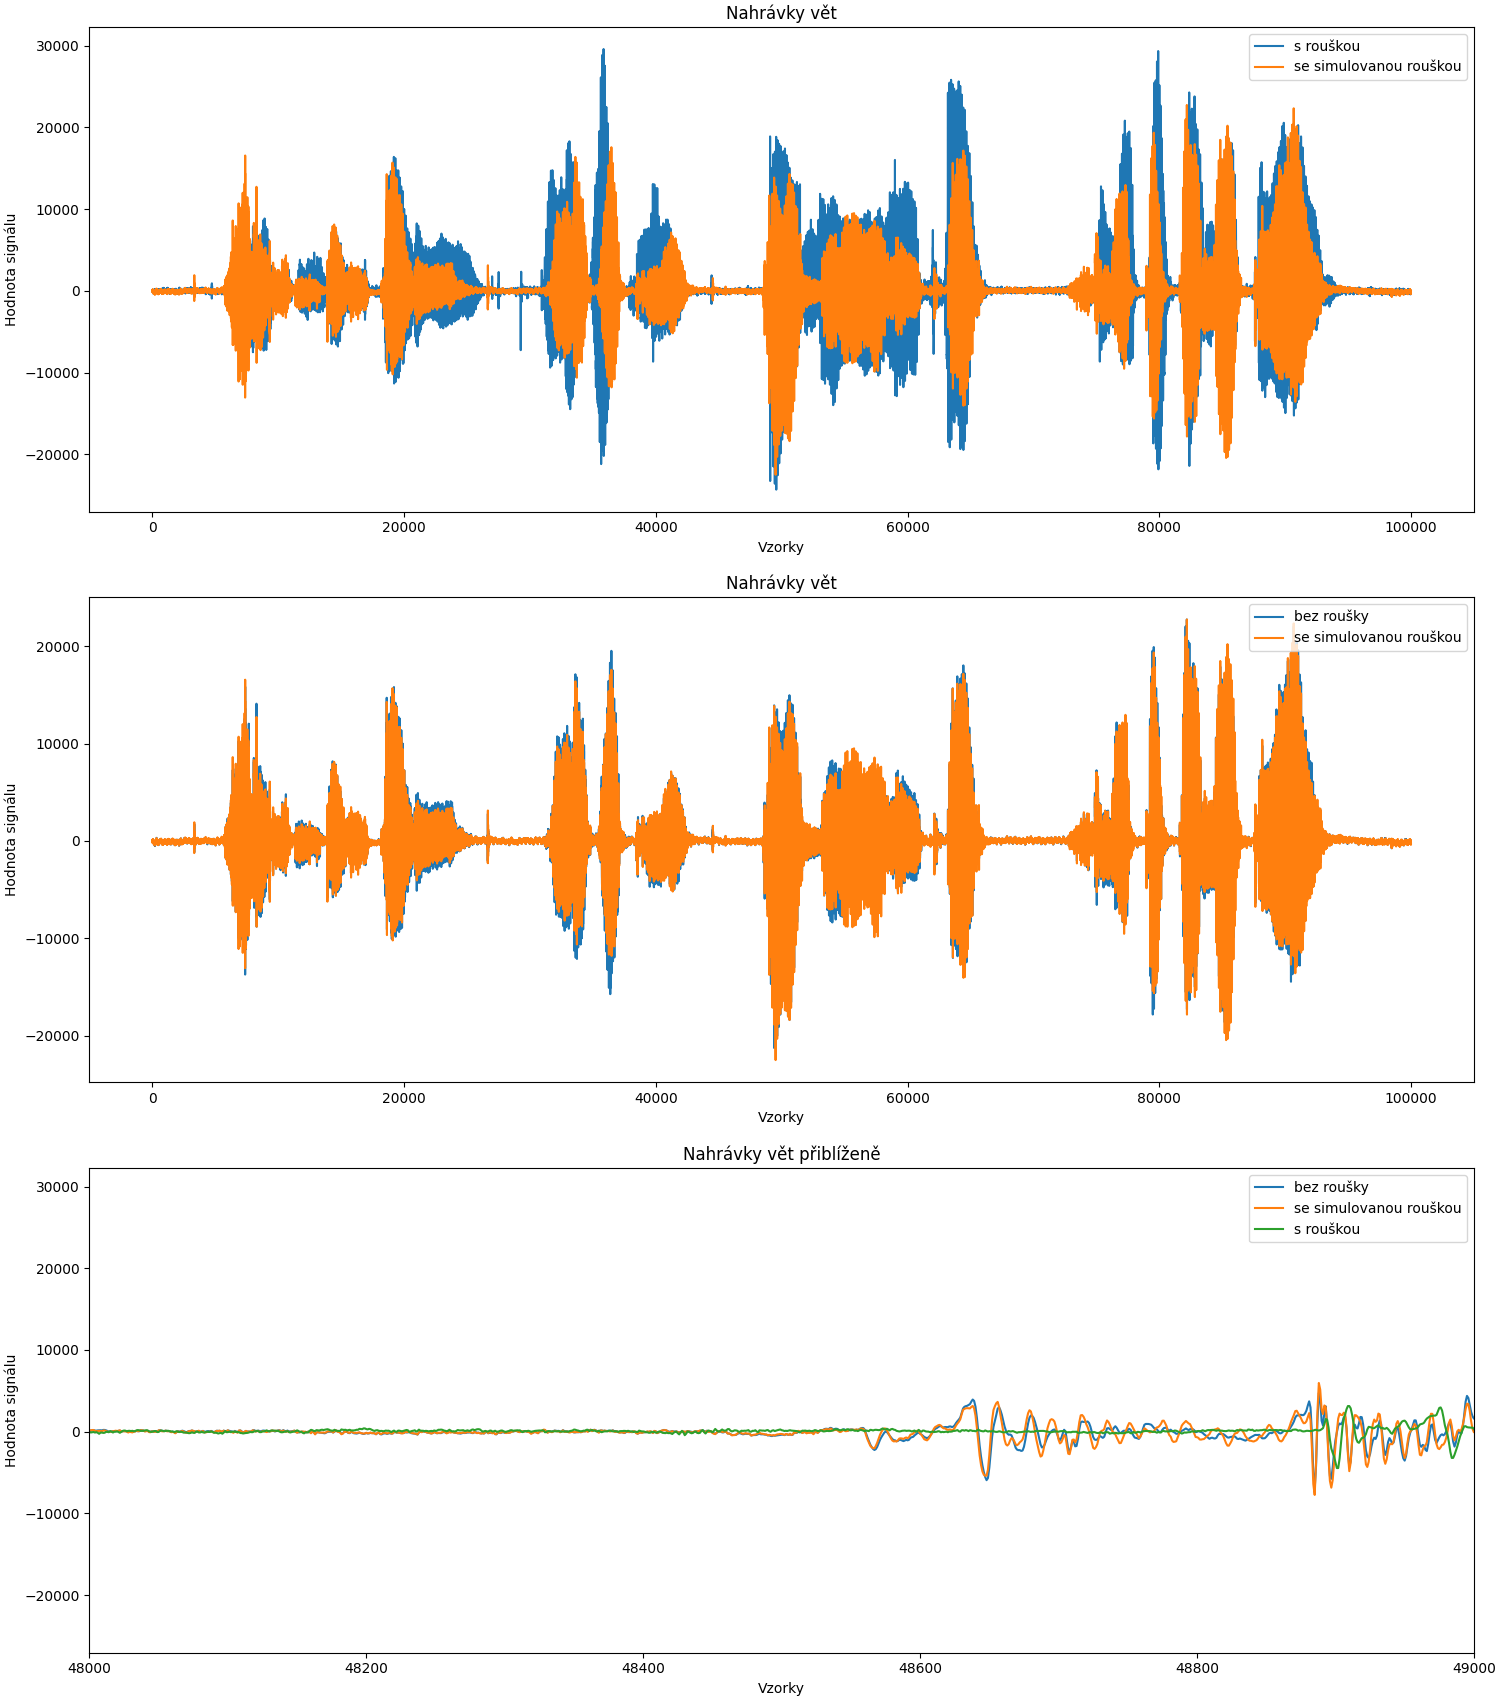 Nahrávky vět
Hodnota signálu
30000
20000
10000
0
−10000
−20000
s rouškou
se simulovanou rouškou
0 20000 40000 60000 80000 100000
Vzorky
Nahrávky vět
Hodnota signálu
20000
10000
0
−10000
−20000
bez roušky
se simulovanou rouškou
0 20000 40000 60000 80000 100000
Vzorky
Nahrávky vět přiblíženě
Hodnota signálu
30000
20000
10000
0
−10000
−20000
bez roušky
se simulovanou rouškou
s rouškou
48000 48200 48400 48600 48800 49000
Vzorky